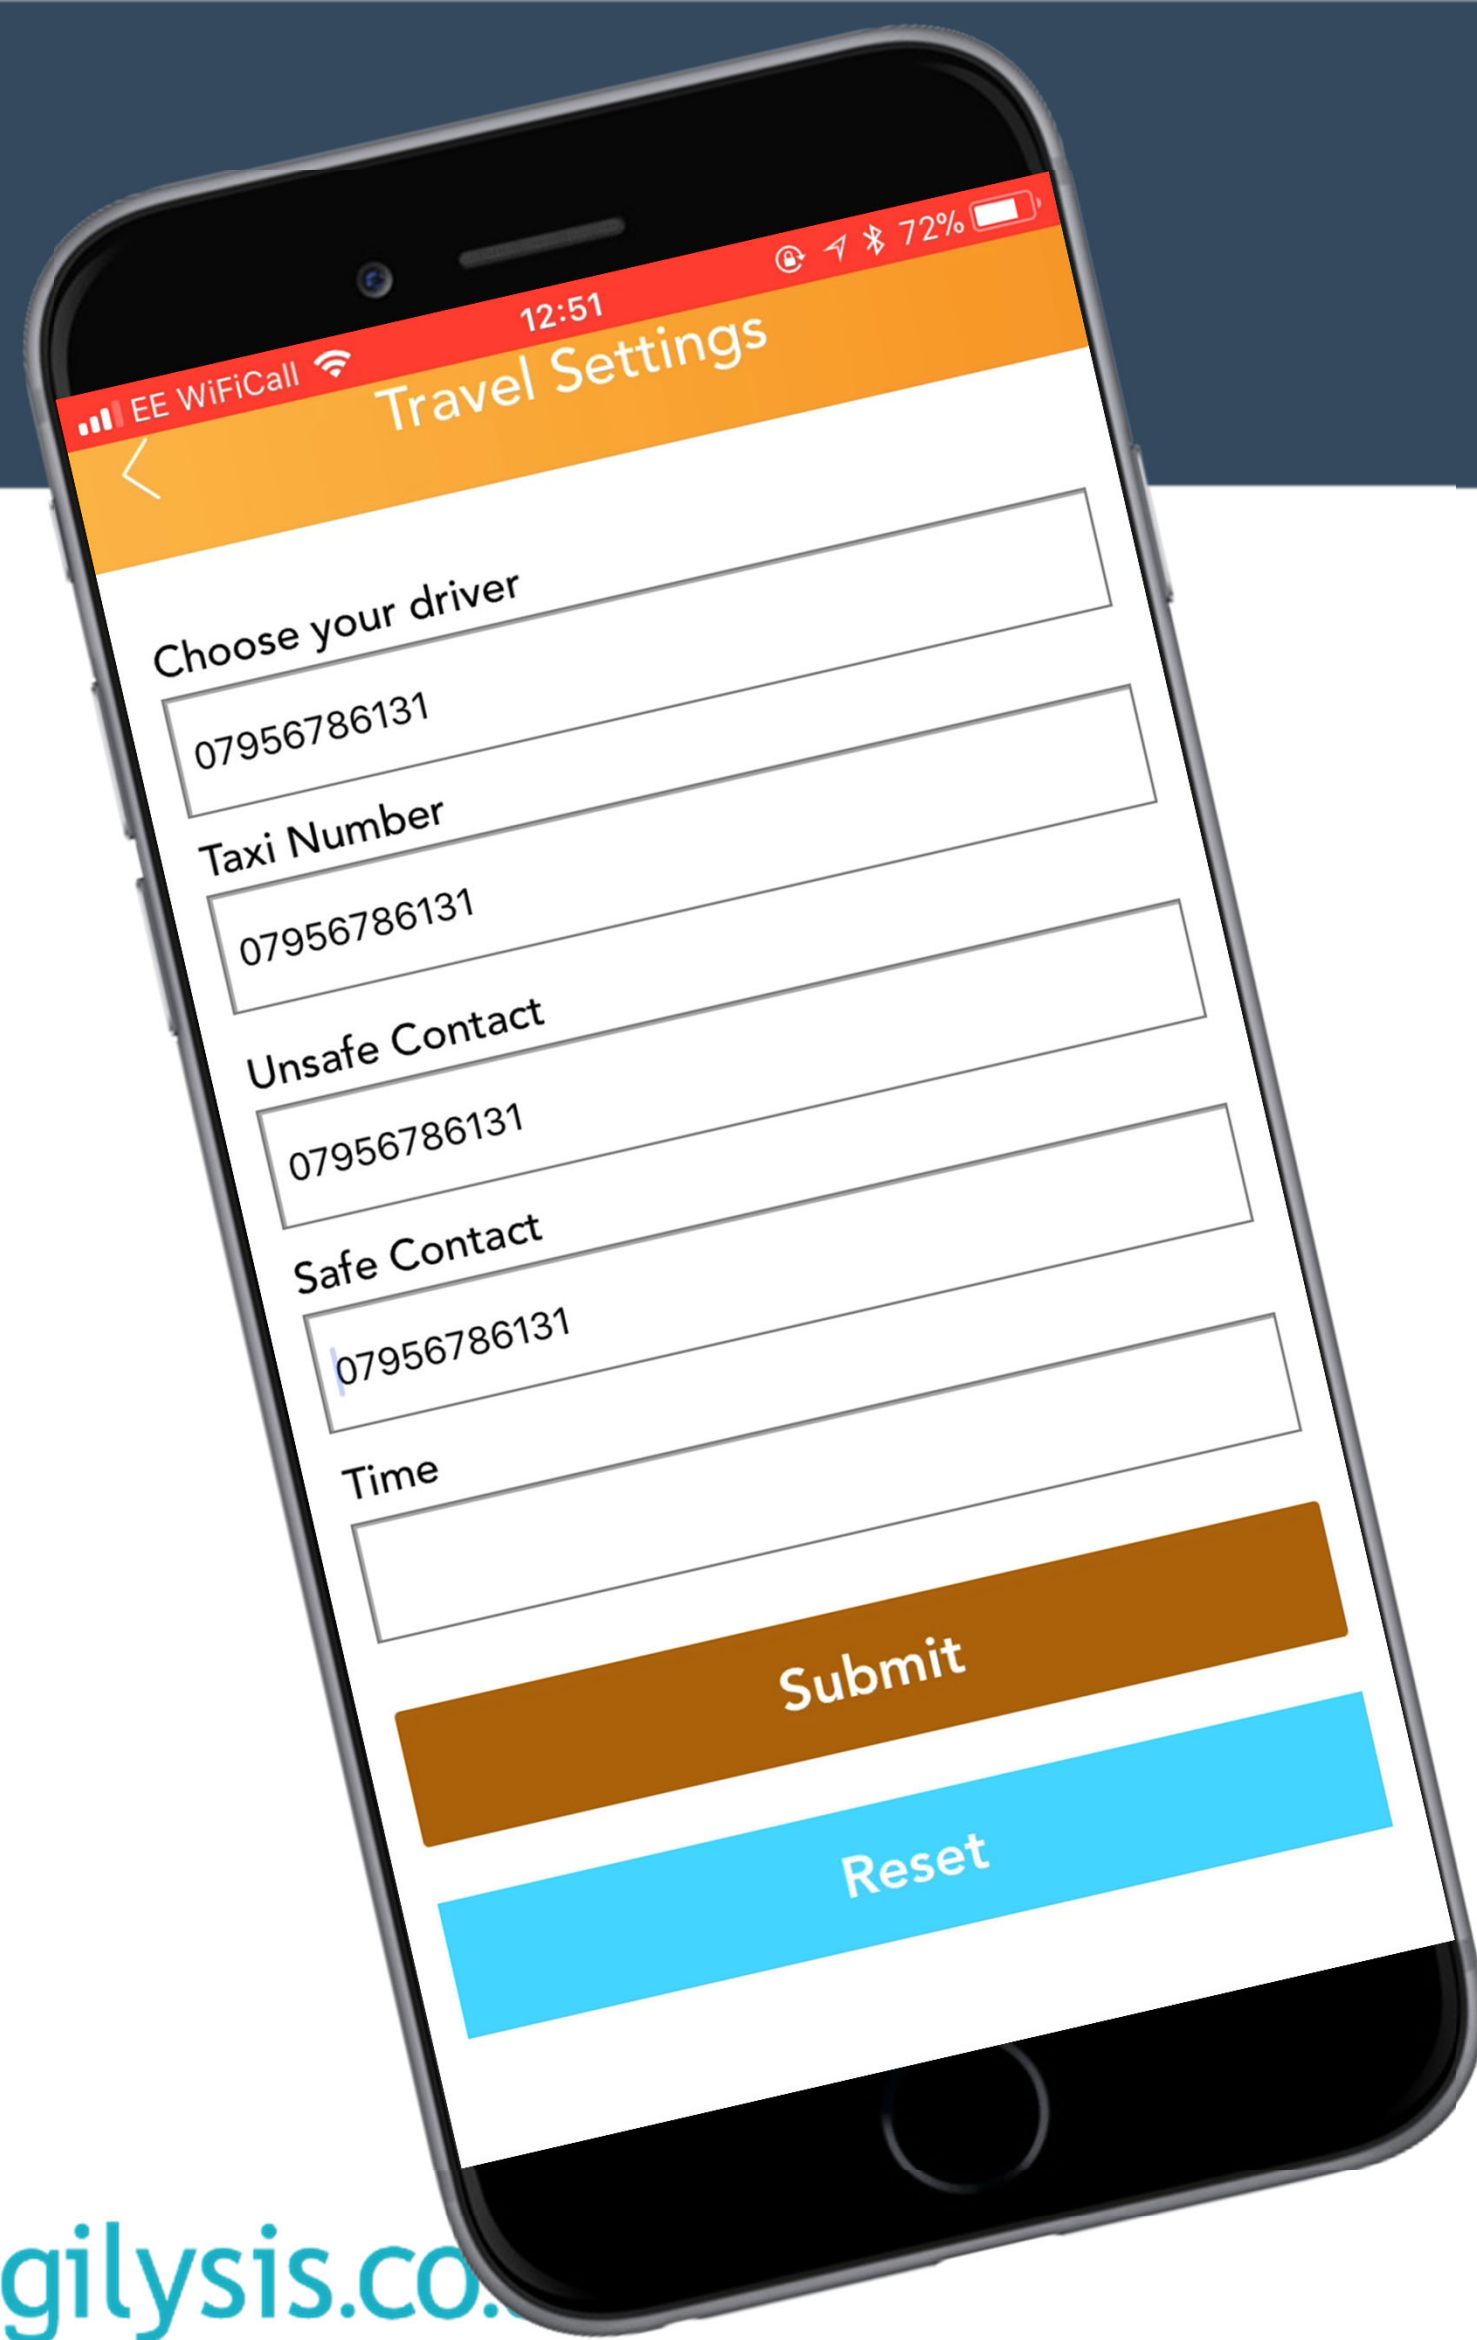 EE WiFiCall 12:51 72%
Travel Settings
Choose your driver
07956786131
Taxi Number
07956786131
Unsafe Contact
07956786131
Safe Contact
07956786131
Time
Submit
Reset
gilysis.co.